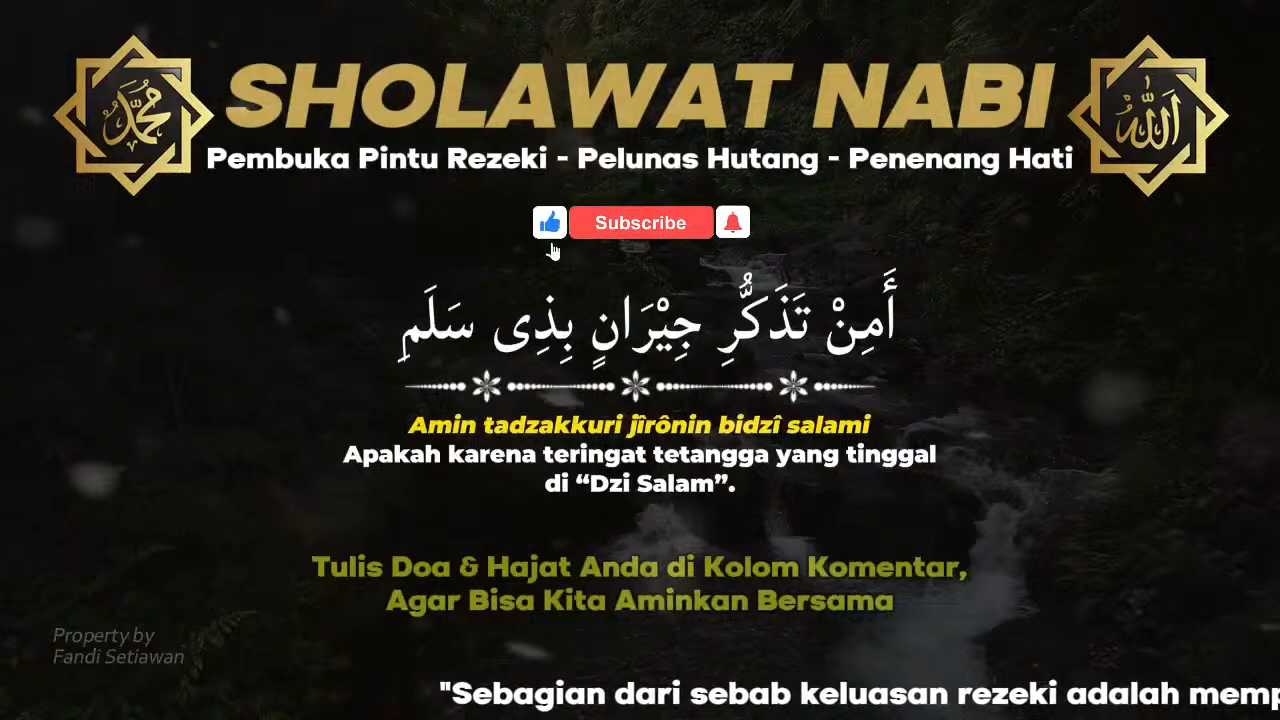 محمد
الله
SHOLAWAT NABI
Pembuka Pintu Rezeki - Pelunas Hutang - Penenang Hati
Subscribe
أَمِنْ تَذَكُّرِ جِيْرَانٍ بِذِى سَلَمِ
Amin tadzakkuri jîrônin bidzî salami
Apakah karena teringat tetangga yang tinggal
di “Dzi Salam”.
Tulis Doa & Hajat Anda di Kolom Komentar,
Agar Bisa Kita Aminkan Bersama
Property by
Fandi Setiawan
"Sebagian dari sebab keluasan rezeki adalah memp